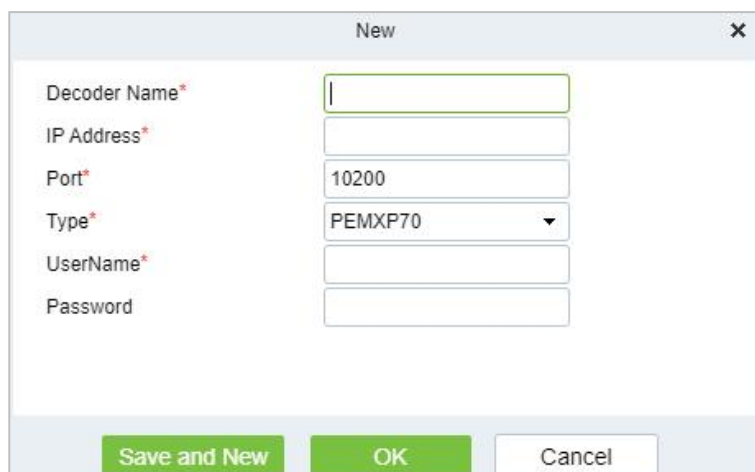 New
Decoder Name*
IP Address*
Port* 10200
Type* PEMXP70
UserName*
Password
Save and New OK Cancel